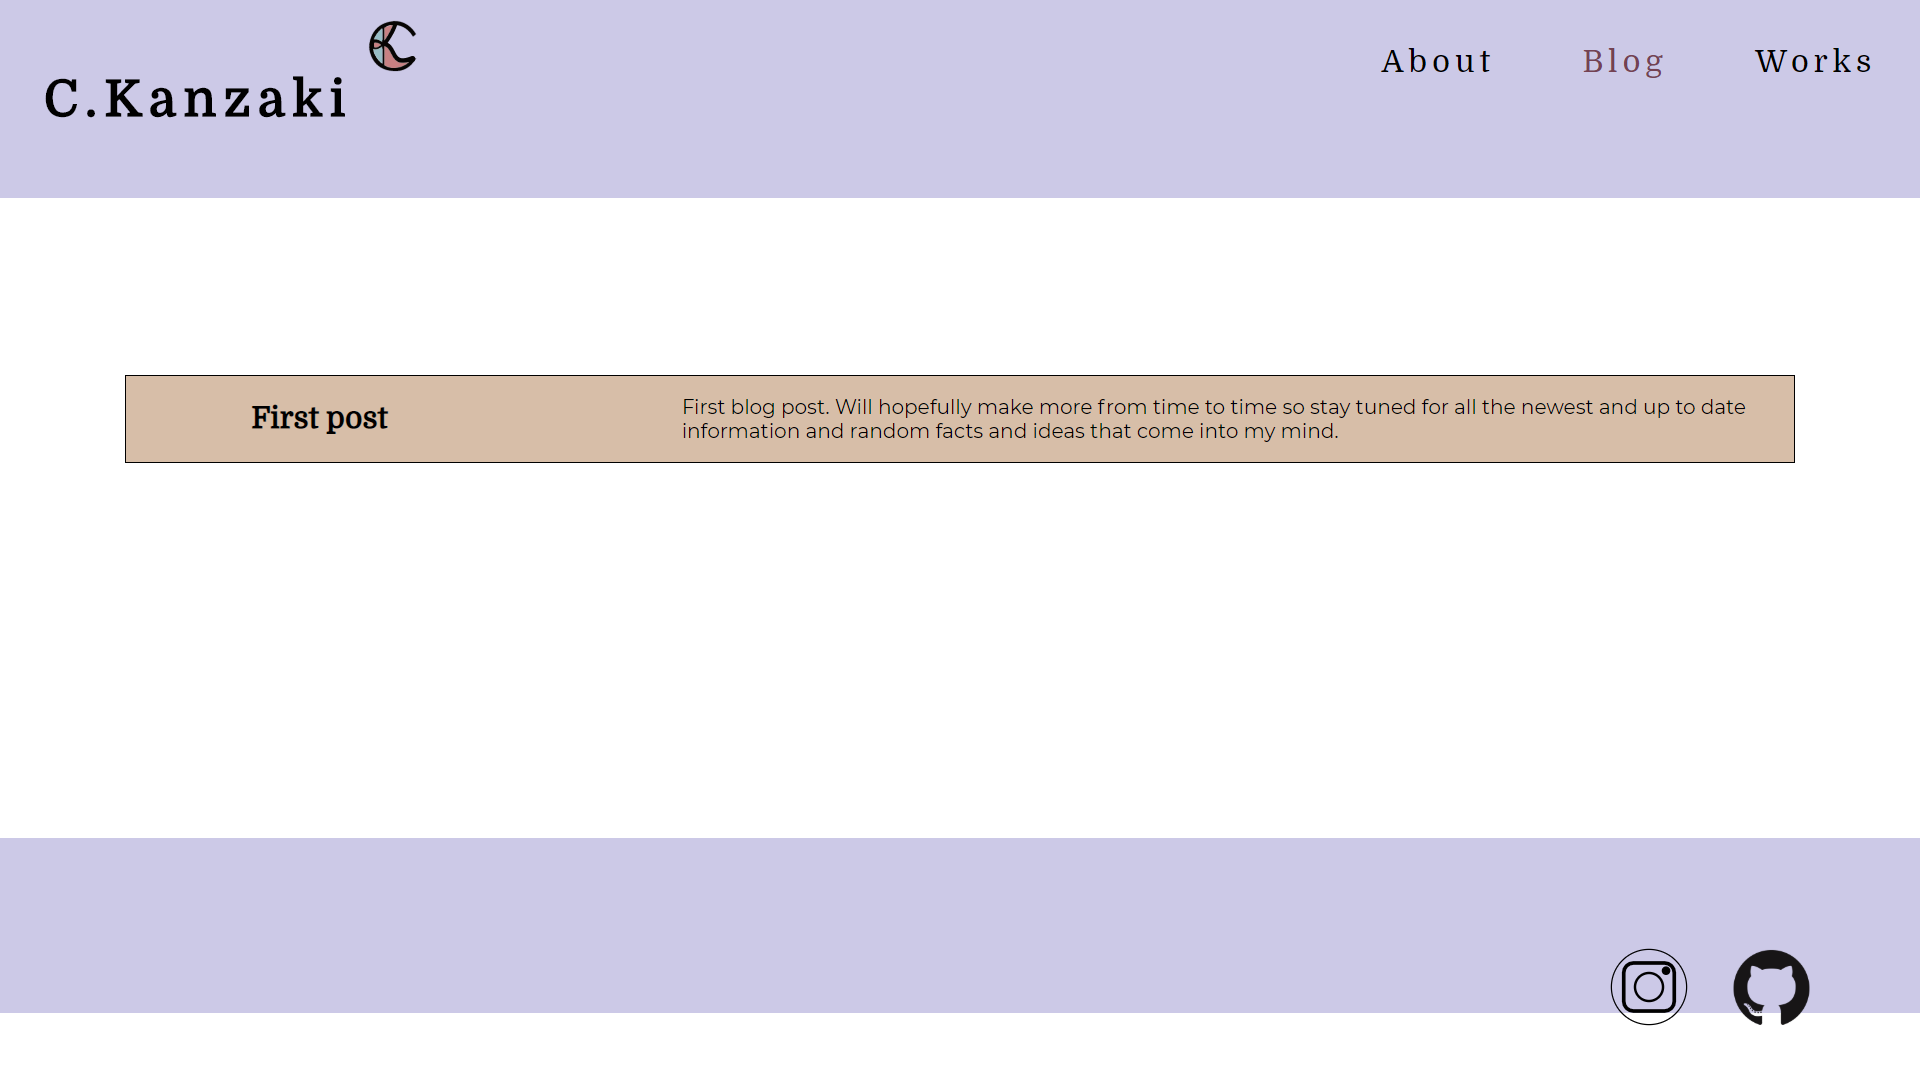 C.Kanzaki
About
Blog
Works
First post
First blog post. Will hopefully make more from time to time so stay tuned for all the newest and up to date
information and random facts and ideas that come into my mind.